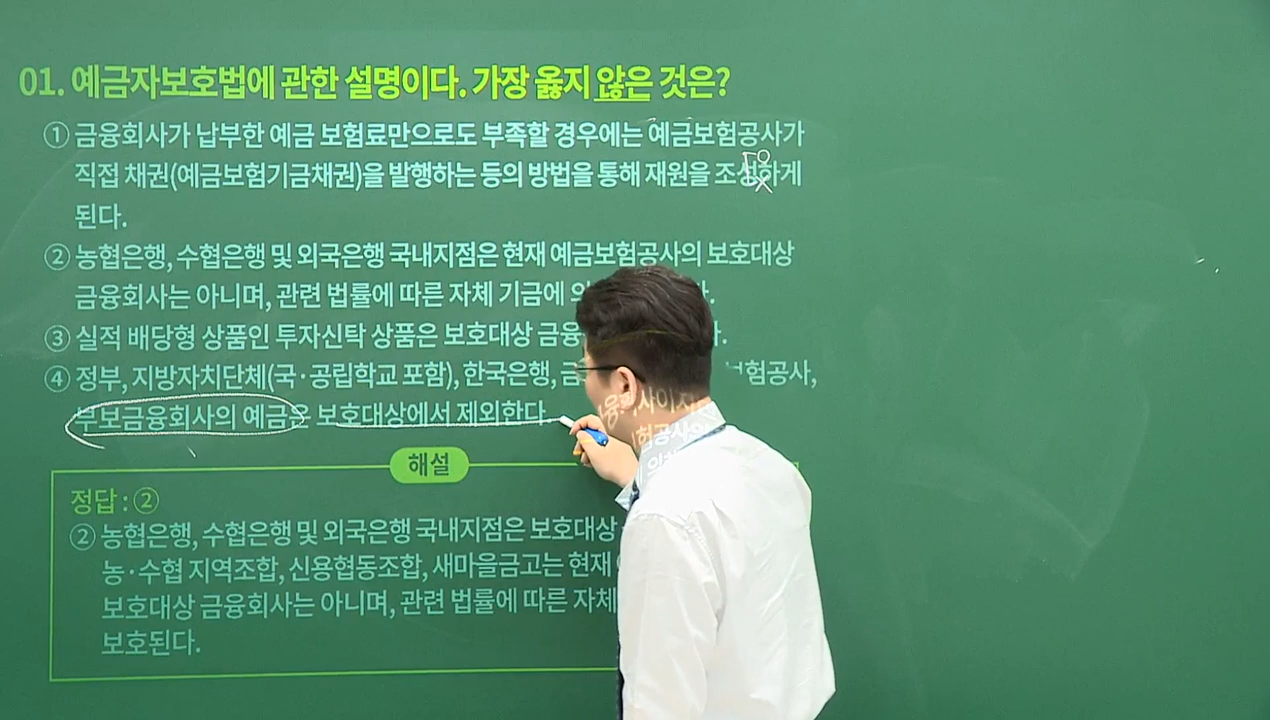 01. 예금자보호법에 관한 설명이다. 가장 옳지 않은 것은?
① 금융회사가 납부한 예금 보험료만으로도 부족할 경우에는 예금보험공사가
직접 채권(예금보험기금채권)을 발행하는 등의 방법을 통해 재원을 조성하게
된다.
② 농협은행, 수협은행 및 외국은행 국내지점은 현재 예금보험공사의 보호대상
금융회사는 아니며, 관련 법률에 따른 자체 기금에
③ 실적 배당형 상품인 투자신탁 상품은 보호대상
④ 정부, 지방자치단체(국·공립학교 포함), 한국은행,
부보금융회사의 예금은 보호대상에서 제외한다.
해설
정답 : ②
② 농협은행, 수협은행 및 외국은행 국내지점은 보호대상
농·수협 지역조합, 신용협동조합, 새마을금고는 현재
보호대상 금융회사는 아니며, 관련 법률에 따른 자체
보호된다.